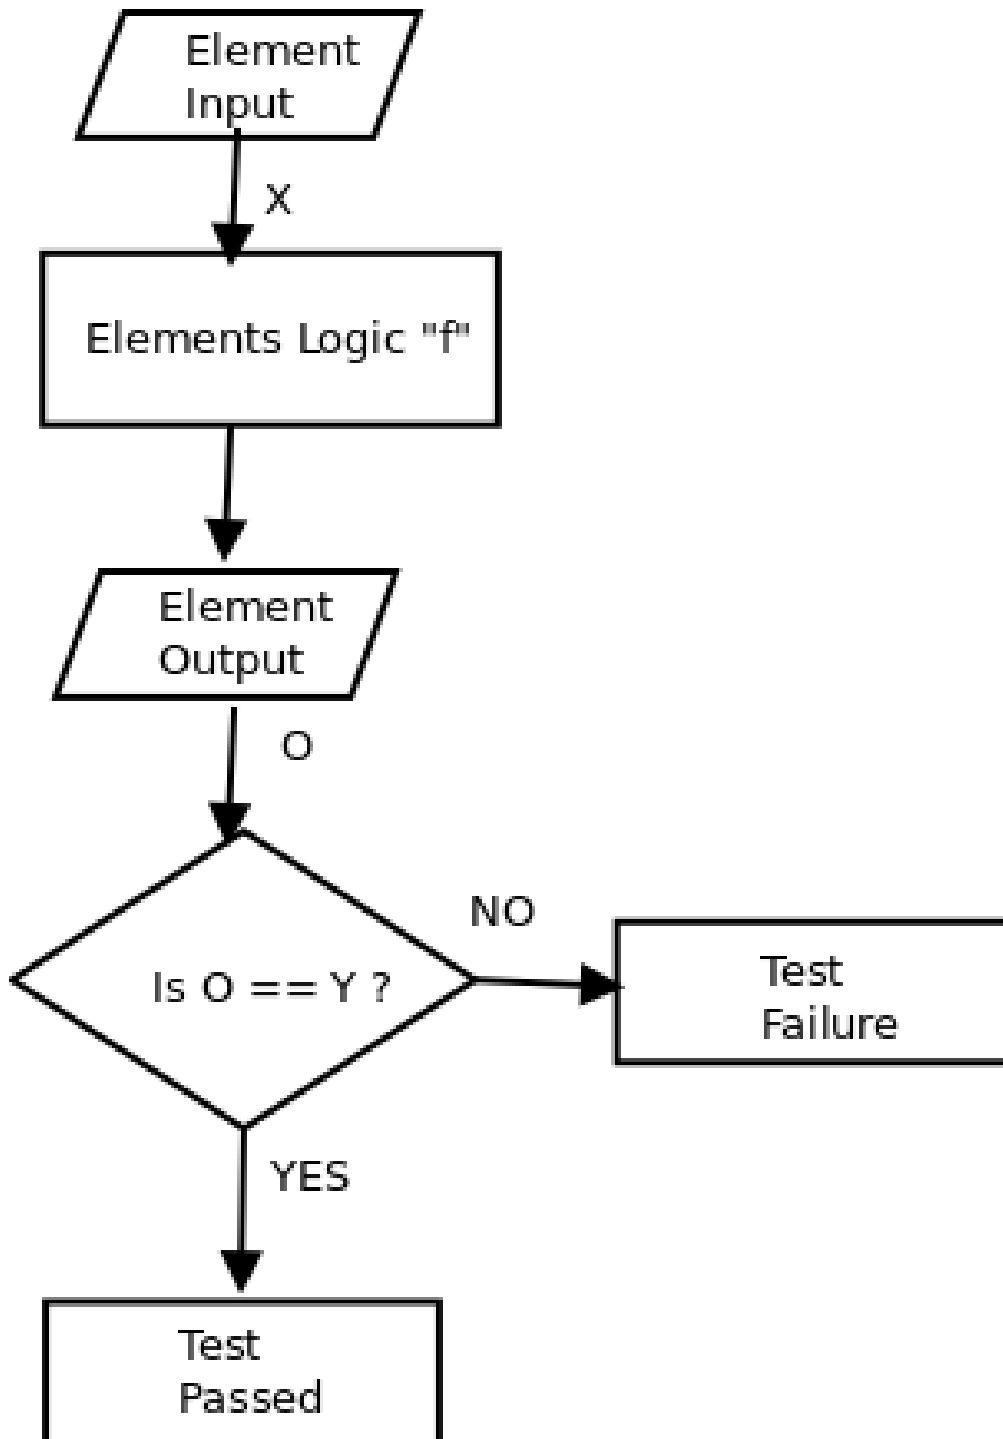 Element
Input
X
Elements Logic "f"
Element
Output
O
Is O == Y ?
NO
Test
Failure
YES
Test
Passed